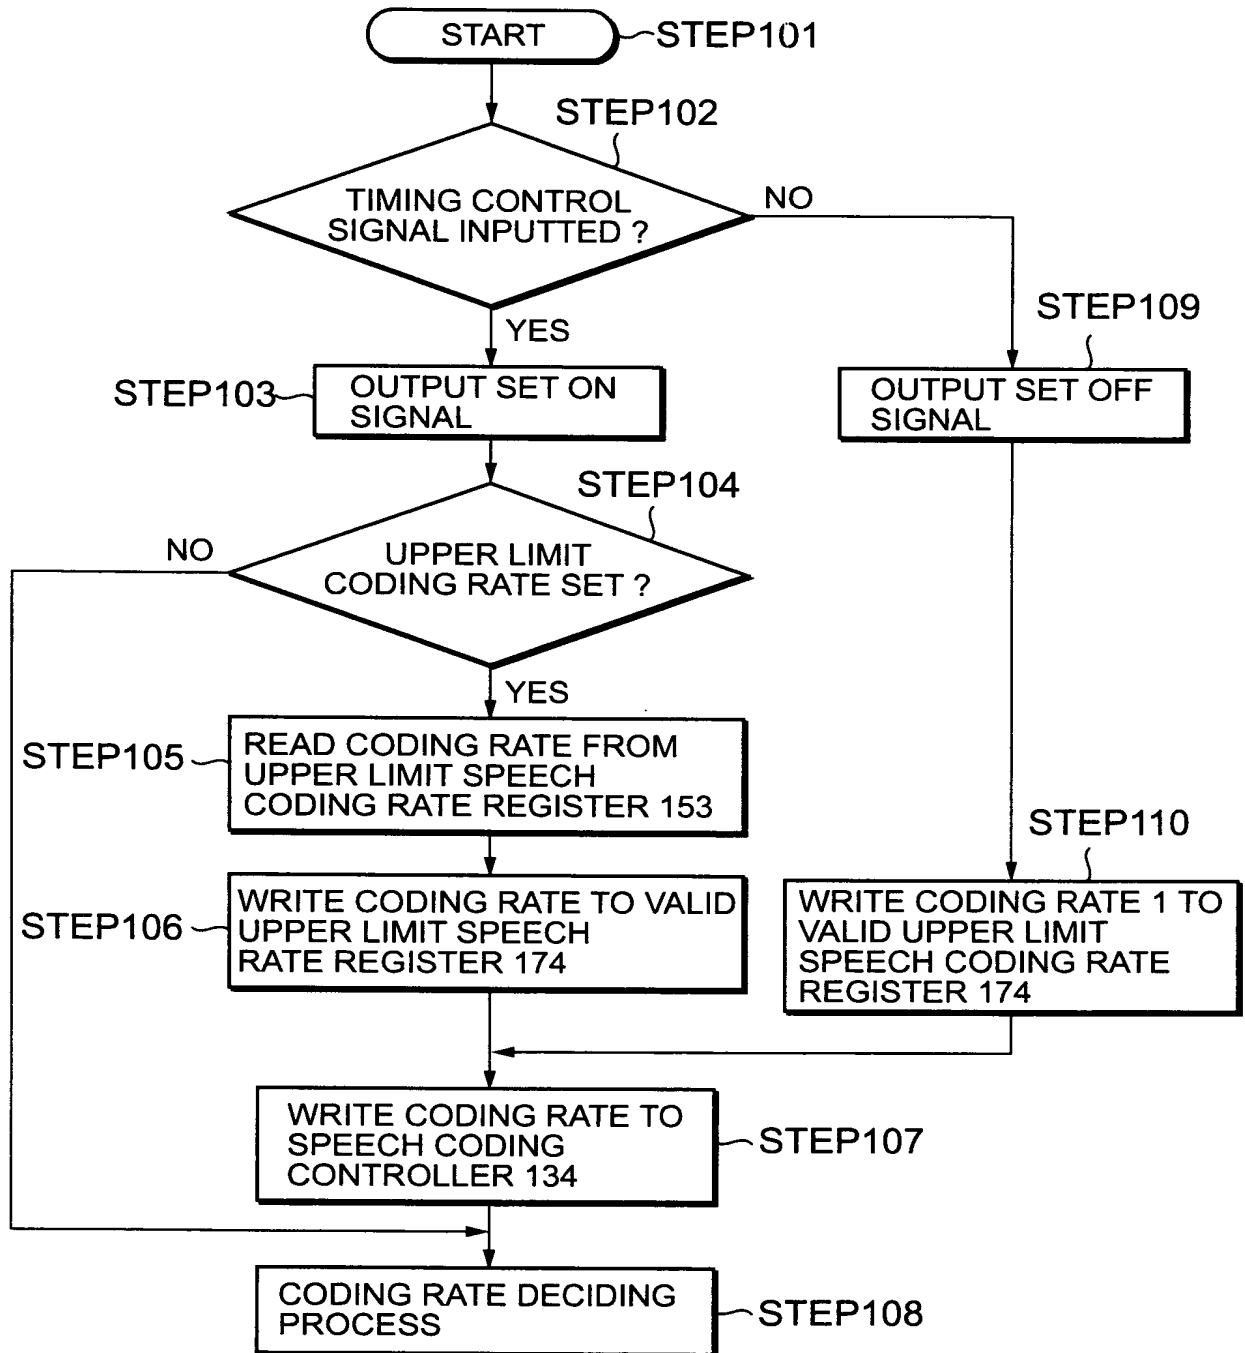 START
STEP101
STEP102
TIMING CONTROL
SIGNAL INPUTTED ?
NO
YES
STEP109
STEP103
OUTPUT SET ON
SIGNAL
OUTPUT SET OFF
SIGNAL
STEP104
NO
UPPER LIMIT
CODING RATE SET ?
YES
STEP105
READ CODING RATE FROM
UPPER LIMIT SPEECH
CODING RATE REGISTER 153
STEP110
STEP106
WRITE CODING RATE TO VALID
UPPER LIMIT SPEECH
RATE REGISTER 174
WRITE CODING RATE 1 TO
VALID UPPER LIMIT
SPEECH CODING RATE
REGISTER 174
WRITE CODING RATE TO
SPEECH CODING
CONTROLLER 134
STEP107
CODING RATE DECIDING
PROCESS
STEP108